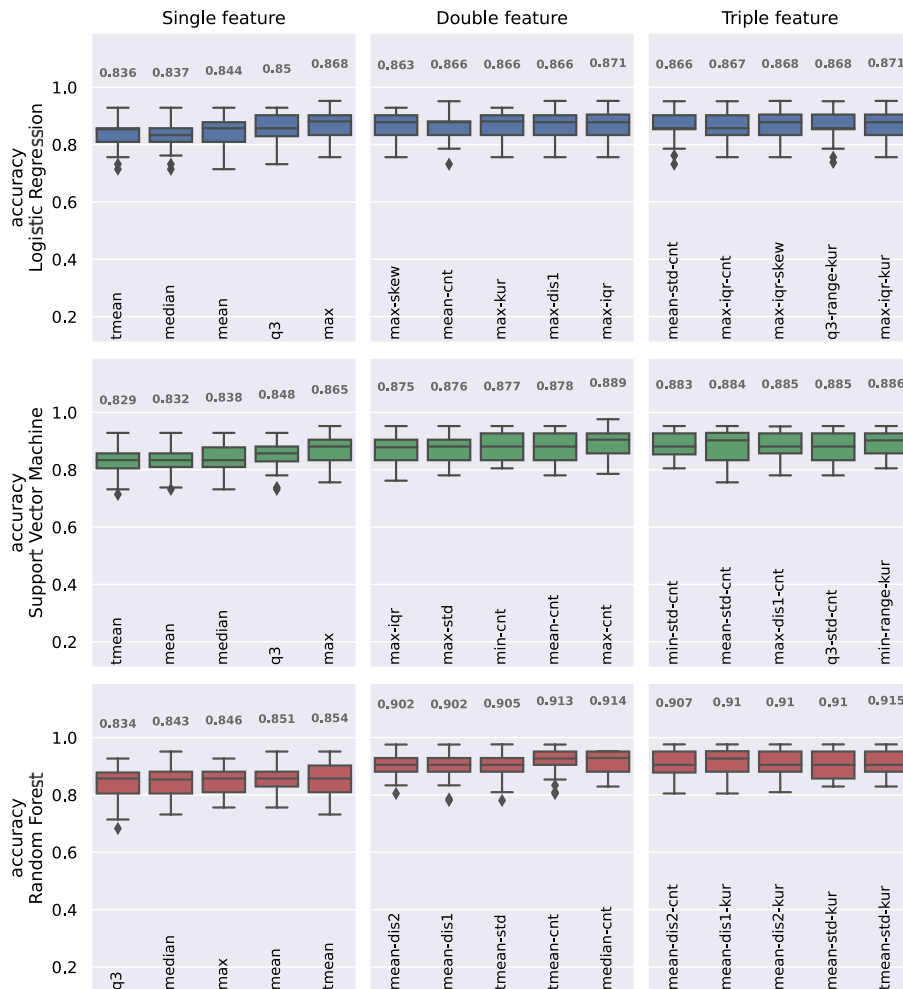 Single feature
Double feature
Triple feature
accuracy
Logistic Regression
1.0
0.8
0.6
0.4
0.2
0.836 0.837 0.844 0.85 0.868
tmean
median
mean
q3
max
0.863 0.866 0.866 0.866 0.871
max-skew
mean-cnt
max-kur
max-dis1
max-iqr
0.866 0.867 0.868 0.868 0.871
mean-std-cnt
max-iqr-cnt
max-iqr-skew
q3-range-kur
max-iqr-kur
accuracy
Support Vector Machine
1.0
0.8
0.6
0.4
0.2
0.829 0.832 0.838 0.848 0.865
tmean
mean
median
q3
max
0.875 0.876 0.877 0.878 0.889
max-iqr
max-std
min-cnt
mean-cnt
max-cnt
0.883 0.884 0.885 0.885 0.886
min-std-cnt
mean-std-cnt
max-dis1-cnt
q3-std-cnt
min-range-kur
accuracy
Random Forest
1.0
0.8
0.6
0.4
0.2
0.834 0.843 0.846 0.851 0.854
q3
median
max
mean
tmean
0.902 0.902 0.905 0.913 0.914
mean-dis2
mean-dis1
tmean-std
tmean-cnt
median-cnt
0.907 0.91 0.91 0.91 0.915
mean-dis2-cnt
mean-dis1-kur
mean-dis2-kur
mean-std-kur
tmean-std-kur